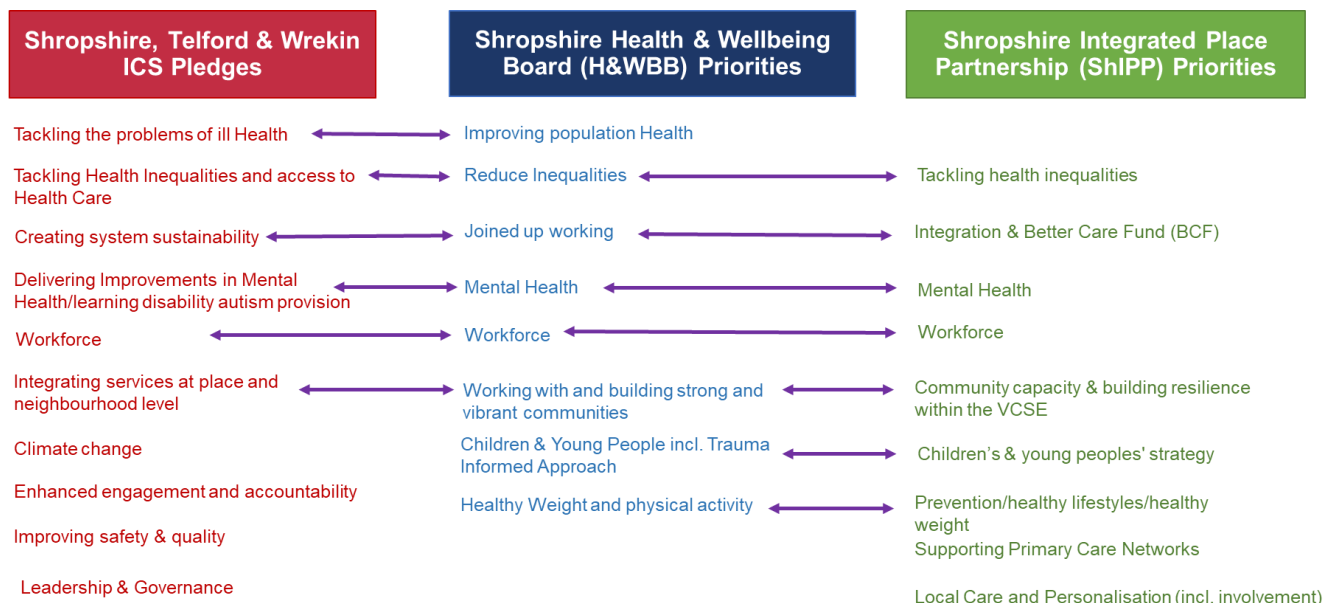 Shropshire, Telford & Wrekin
ICS Pledges
Tackling the problems of ill Health
Tackling Health Inequalities and access to
Health Care
Creating system sustainability
Delivering Improvements in Mental
Health/learning disability autism provision
Workforce
Integrating services at place and
neighbourhood level
Climate change
Enhanced engagement and accountability
Improving safety & quality
Leadership & Governance
Shropshire Health & Wellbeing
Board (H&WBB) Priorities
Improving population Health
Reduce Inequalities
Joined up working
Mental Health
Workforce
Working with and building strong and
vibrant communities
Children & Young People incl. Trauma
Informed Approach
Healthy Weight and physical activity
Shropshire Integrated Place
Partnership (ShIPP) Priorities
Tackling health inequalities
Integration & Better Care Fund (BCF)
Mental Health
Workforce
Community capacity & building resilience
within the VCSE
Children’s & young peoples' strategy
Prevention/healthy lifestyles/healthy
weight
Supporting Primary Care Networks
Local Care and Personalisation (incl. involvement)